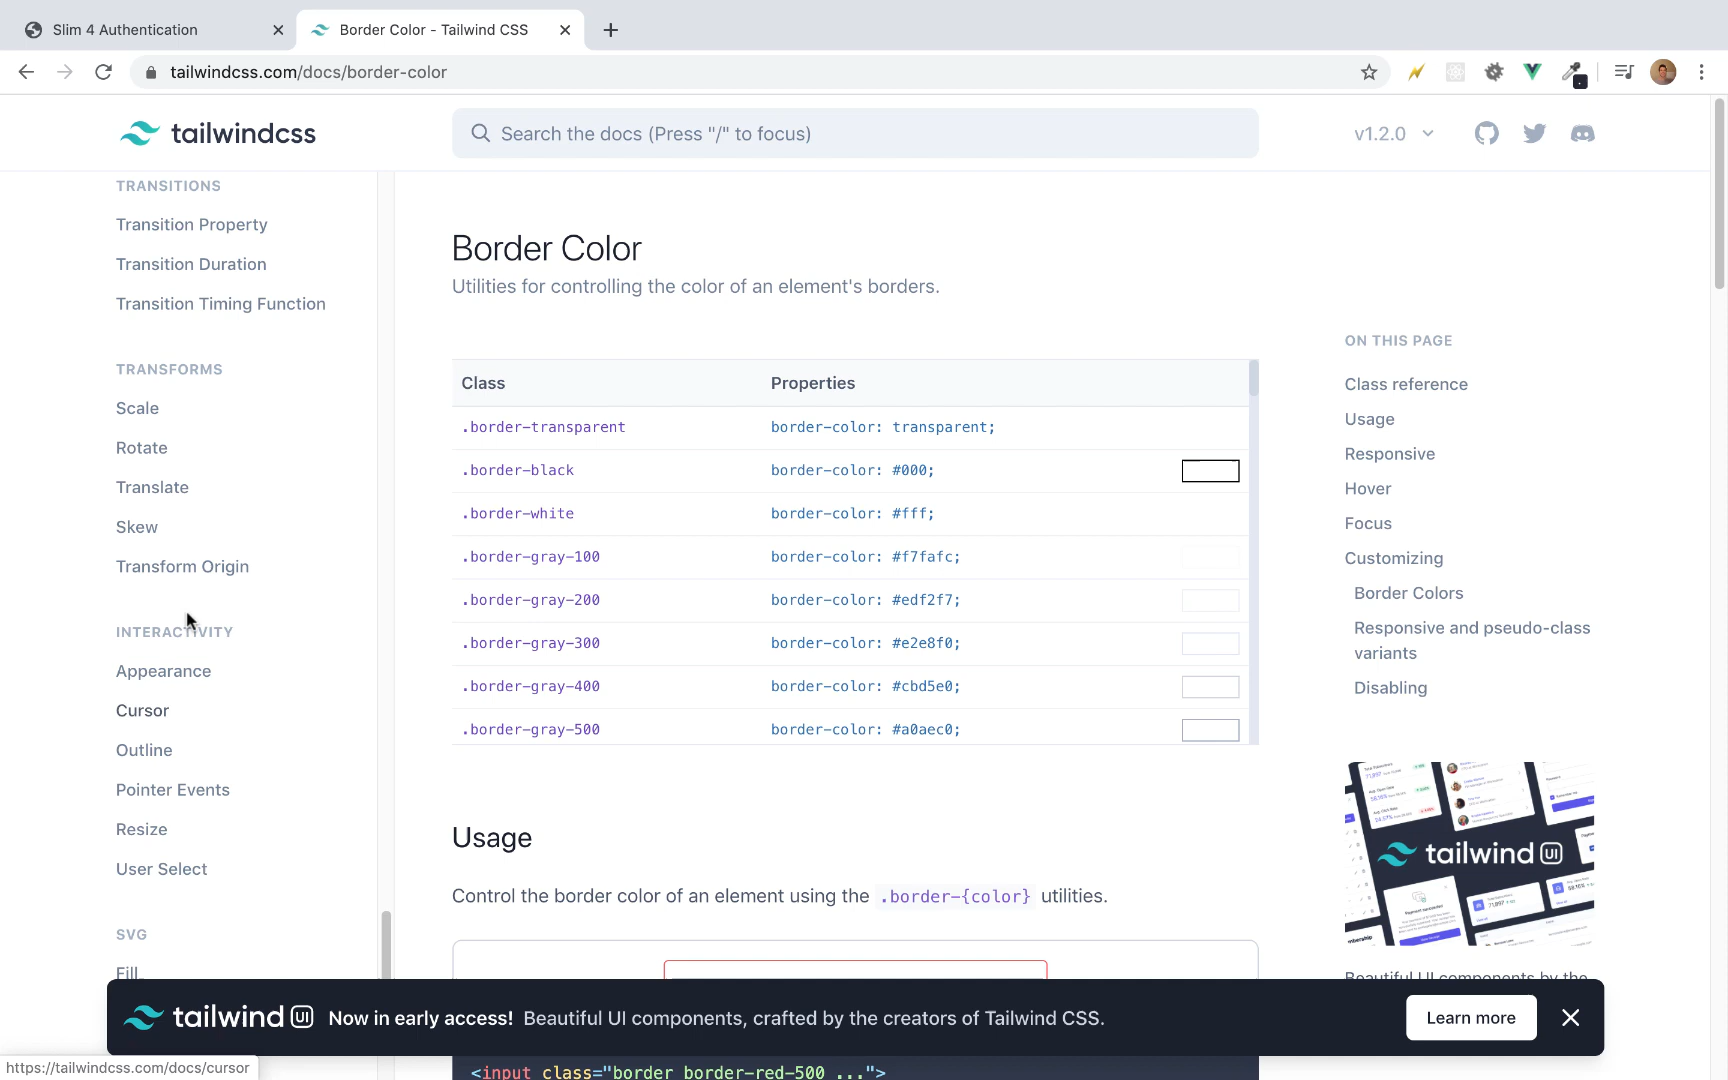 Slim 4 Authentication
Border Color - Tailwind CSS
tailwindcss.com/docs/border-color
tailwindcss
Search the docs (Press "/" to focus)
v1.2.0
TRANSITIONS
Transition Property
Transition Duration
Transition Timing Function
TRANSFORMS
Scale
Rotate
Translate
Skew
Transform Origin
INTERACTIVITY
Appearance
Cursor
Outline
Pointer Events
Resize
User Select
SVG
Fill
Border Color
Utilities for controlling the color of an element's borders.
Class Properties
.border-transparent border-color: transparent;
.border-black border-color: #000;
.border-white border-color: #fff;
.border-gray-100 border-color: #f7fafc;
.border-gray-200 border-color: #edf2f7;
.border-gray-300 border-color: #e2e8f0;
.border-gray-400 border-color: #cbd5e0;
.border-gray-500 border-color: #a0aec0;
Usage
Control the border color of an element using the .border-{color} utilities.
ON THIS PAGE
Class reference
Usage
Responsive
Hover
Focus
Customizing
Border Colors
Responsive and pseudo-class
variants
Disabling
tailwind UI
Beautiful UI components by the
tailwind UI Now in early access! Beautiful UI components, crafted by the creators of Tailwind CSS. Learn more
<input class="border border-red-500 ...">
https://tailwindcss.com/docs/cursor